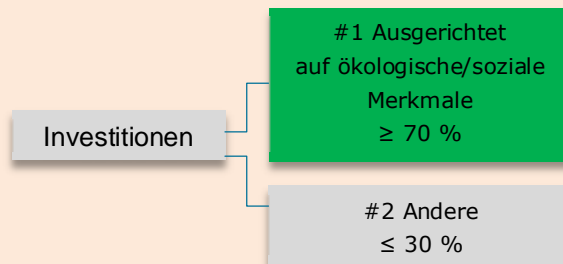 #1 Ausgerichtet
auf ökologische/soziale
Merkmale
≥ 70 %
Investitionen
#2 Andere
≤ 30 %